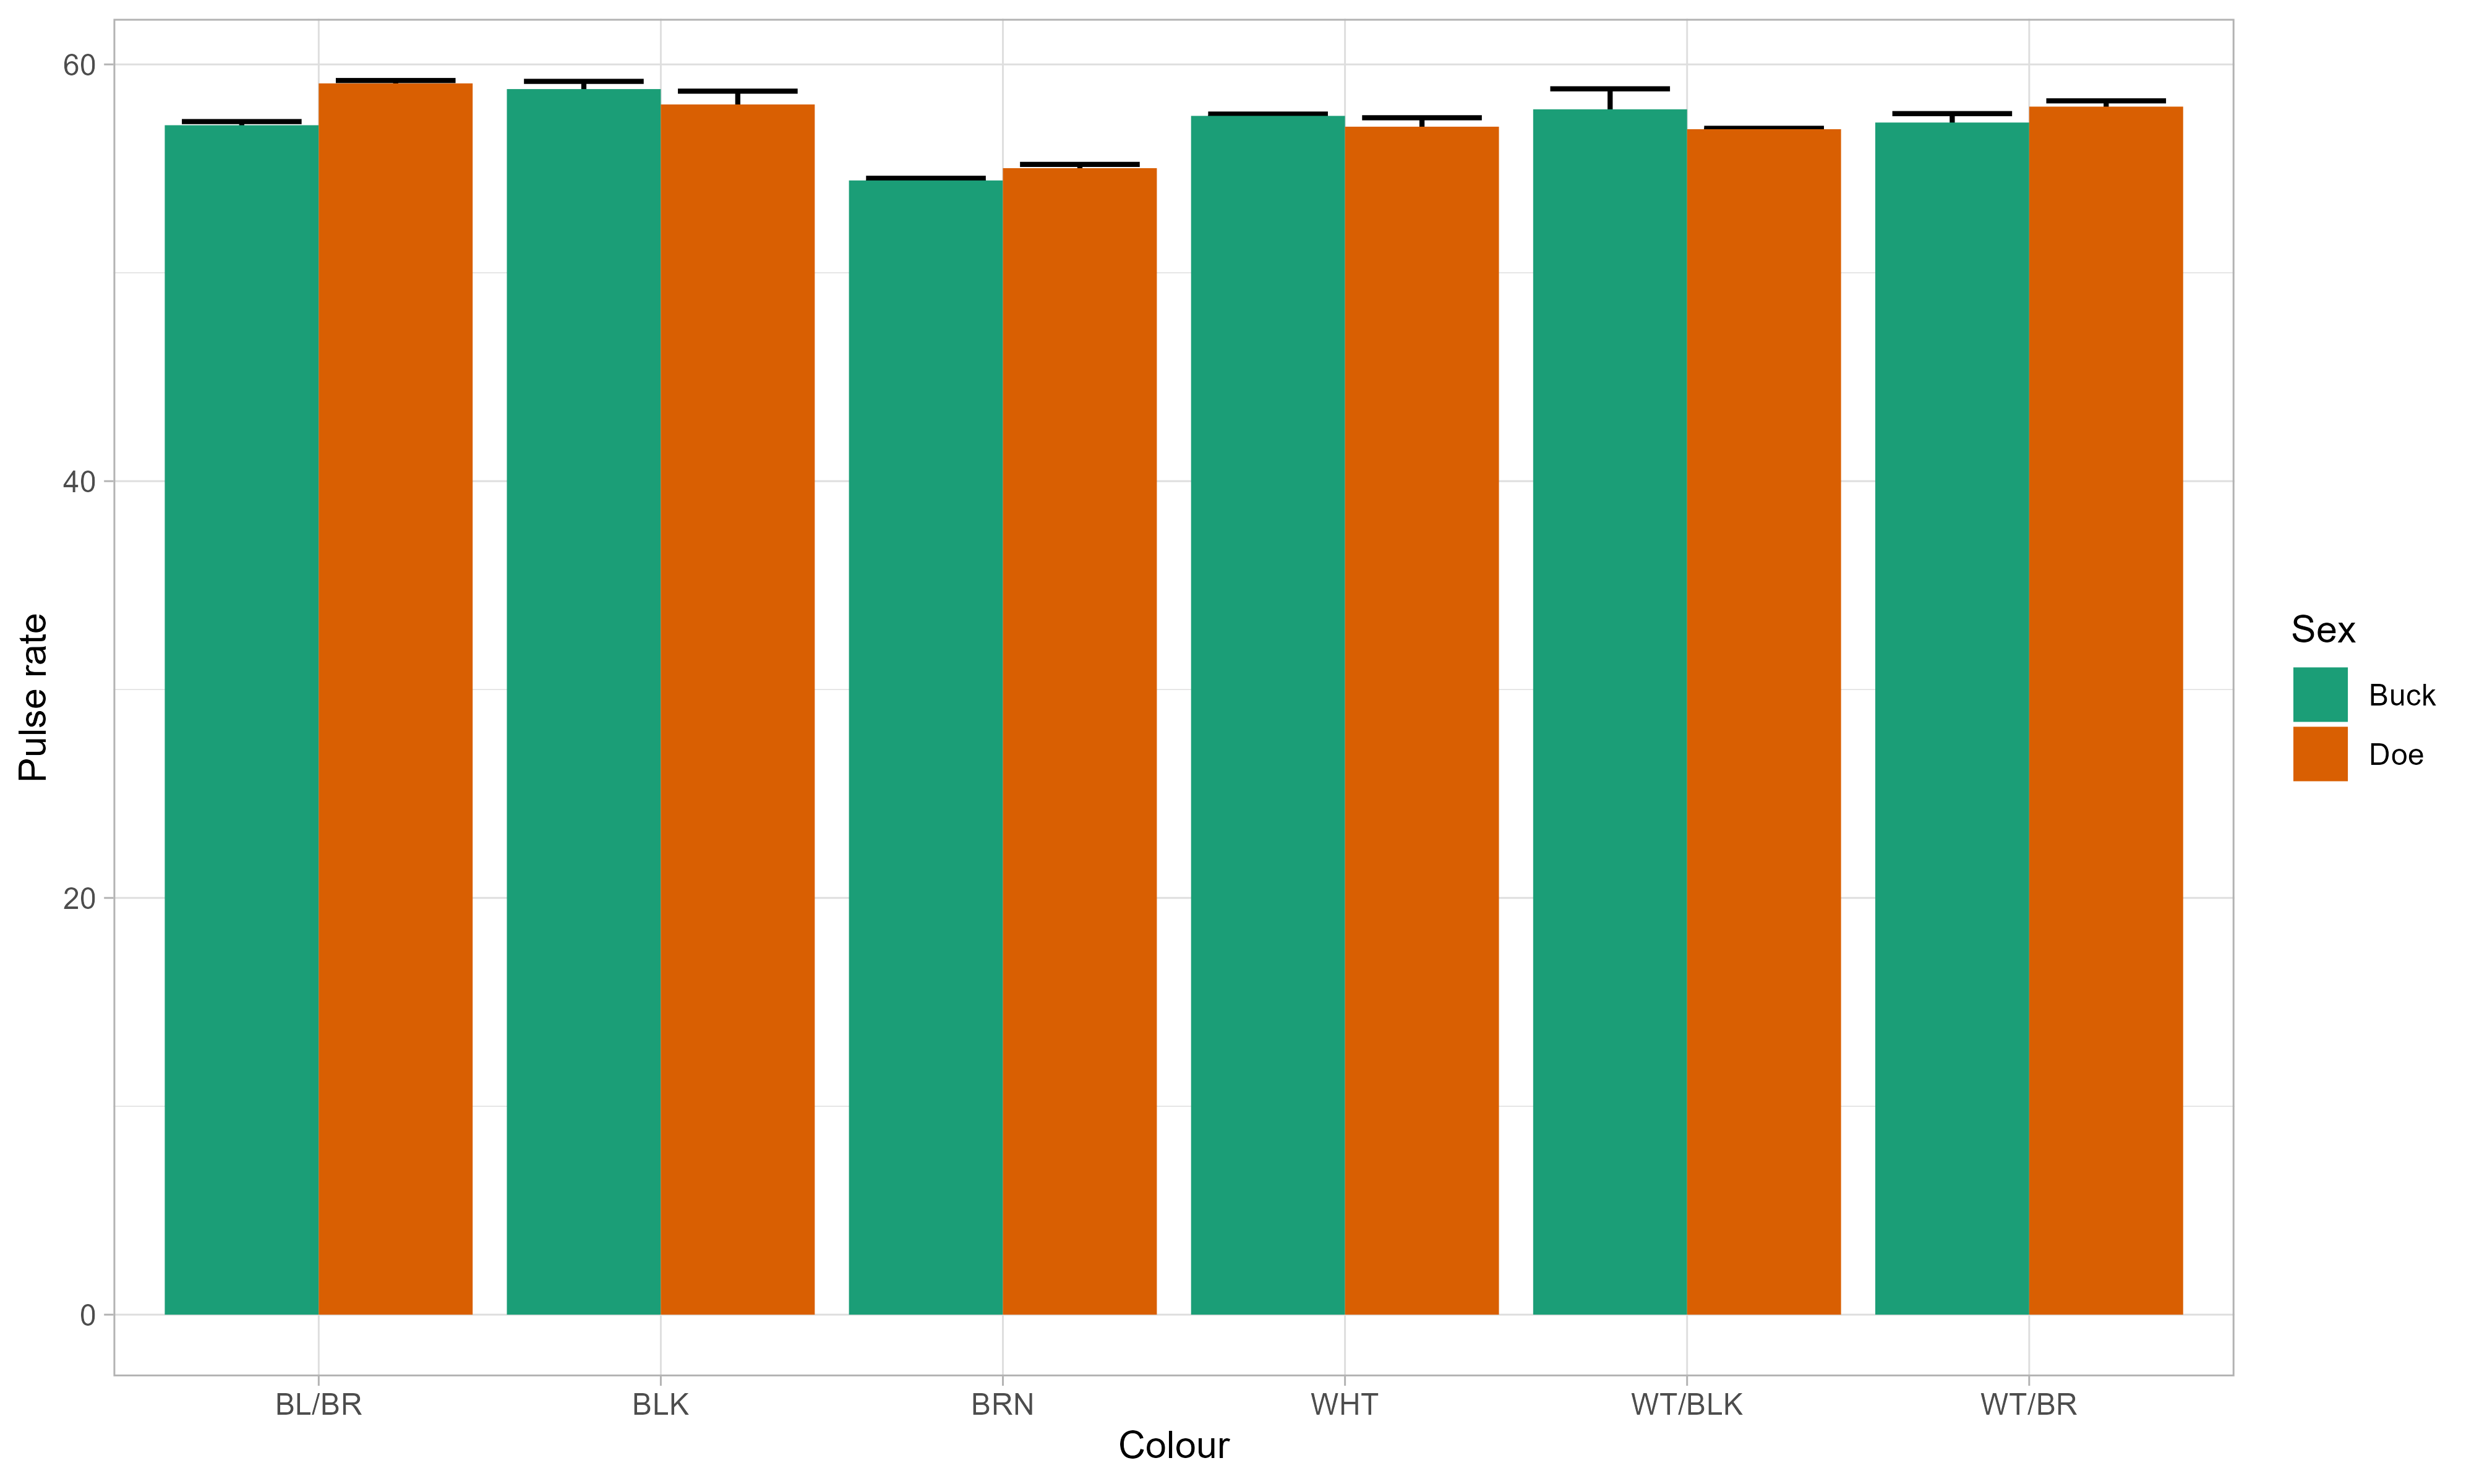 60
40
20
0
Pulse rate
BL/BR
BLK
BRN
WHT
WT/BLK
WT/BR
Colour
Sex
Buck
Doe